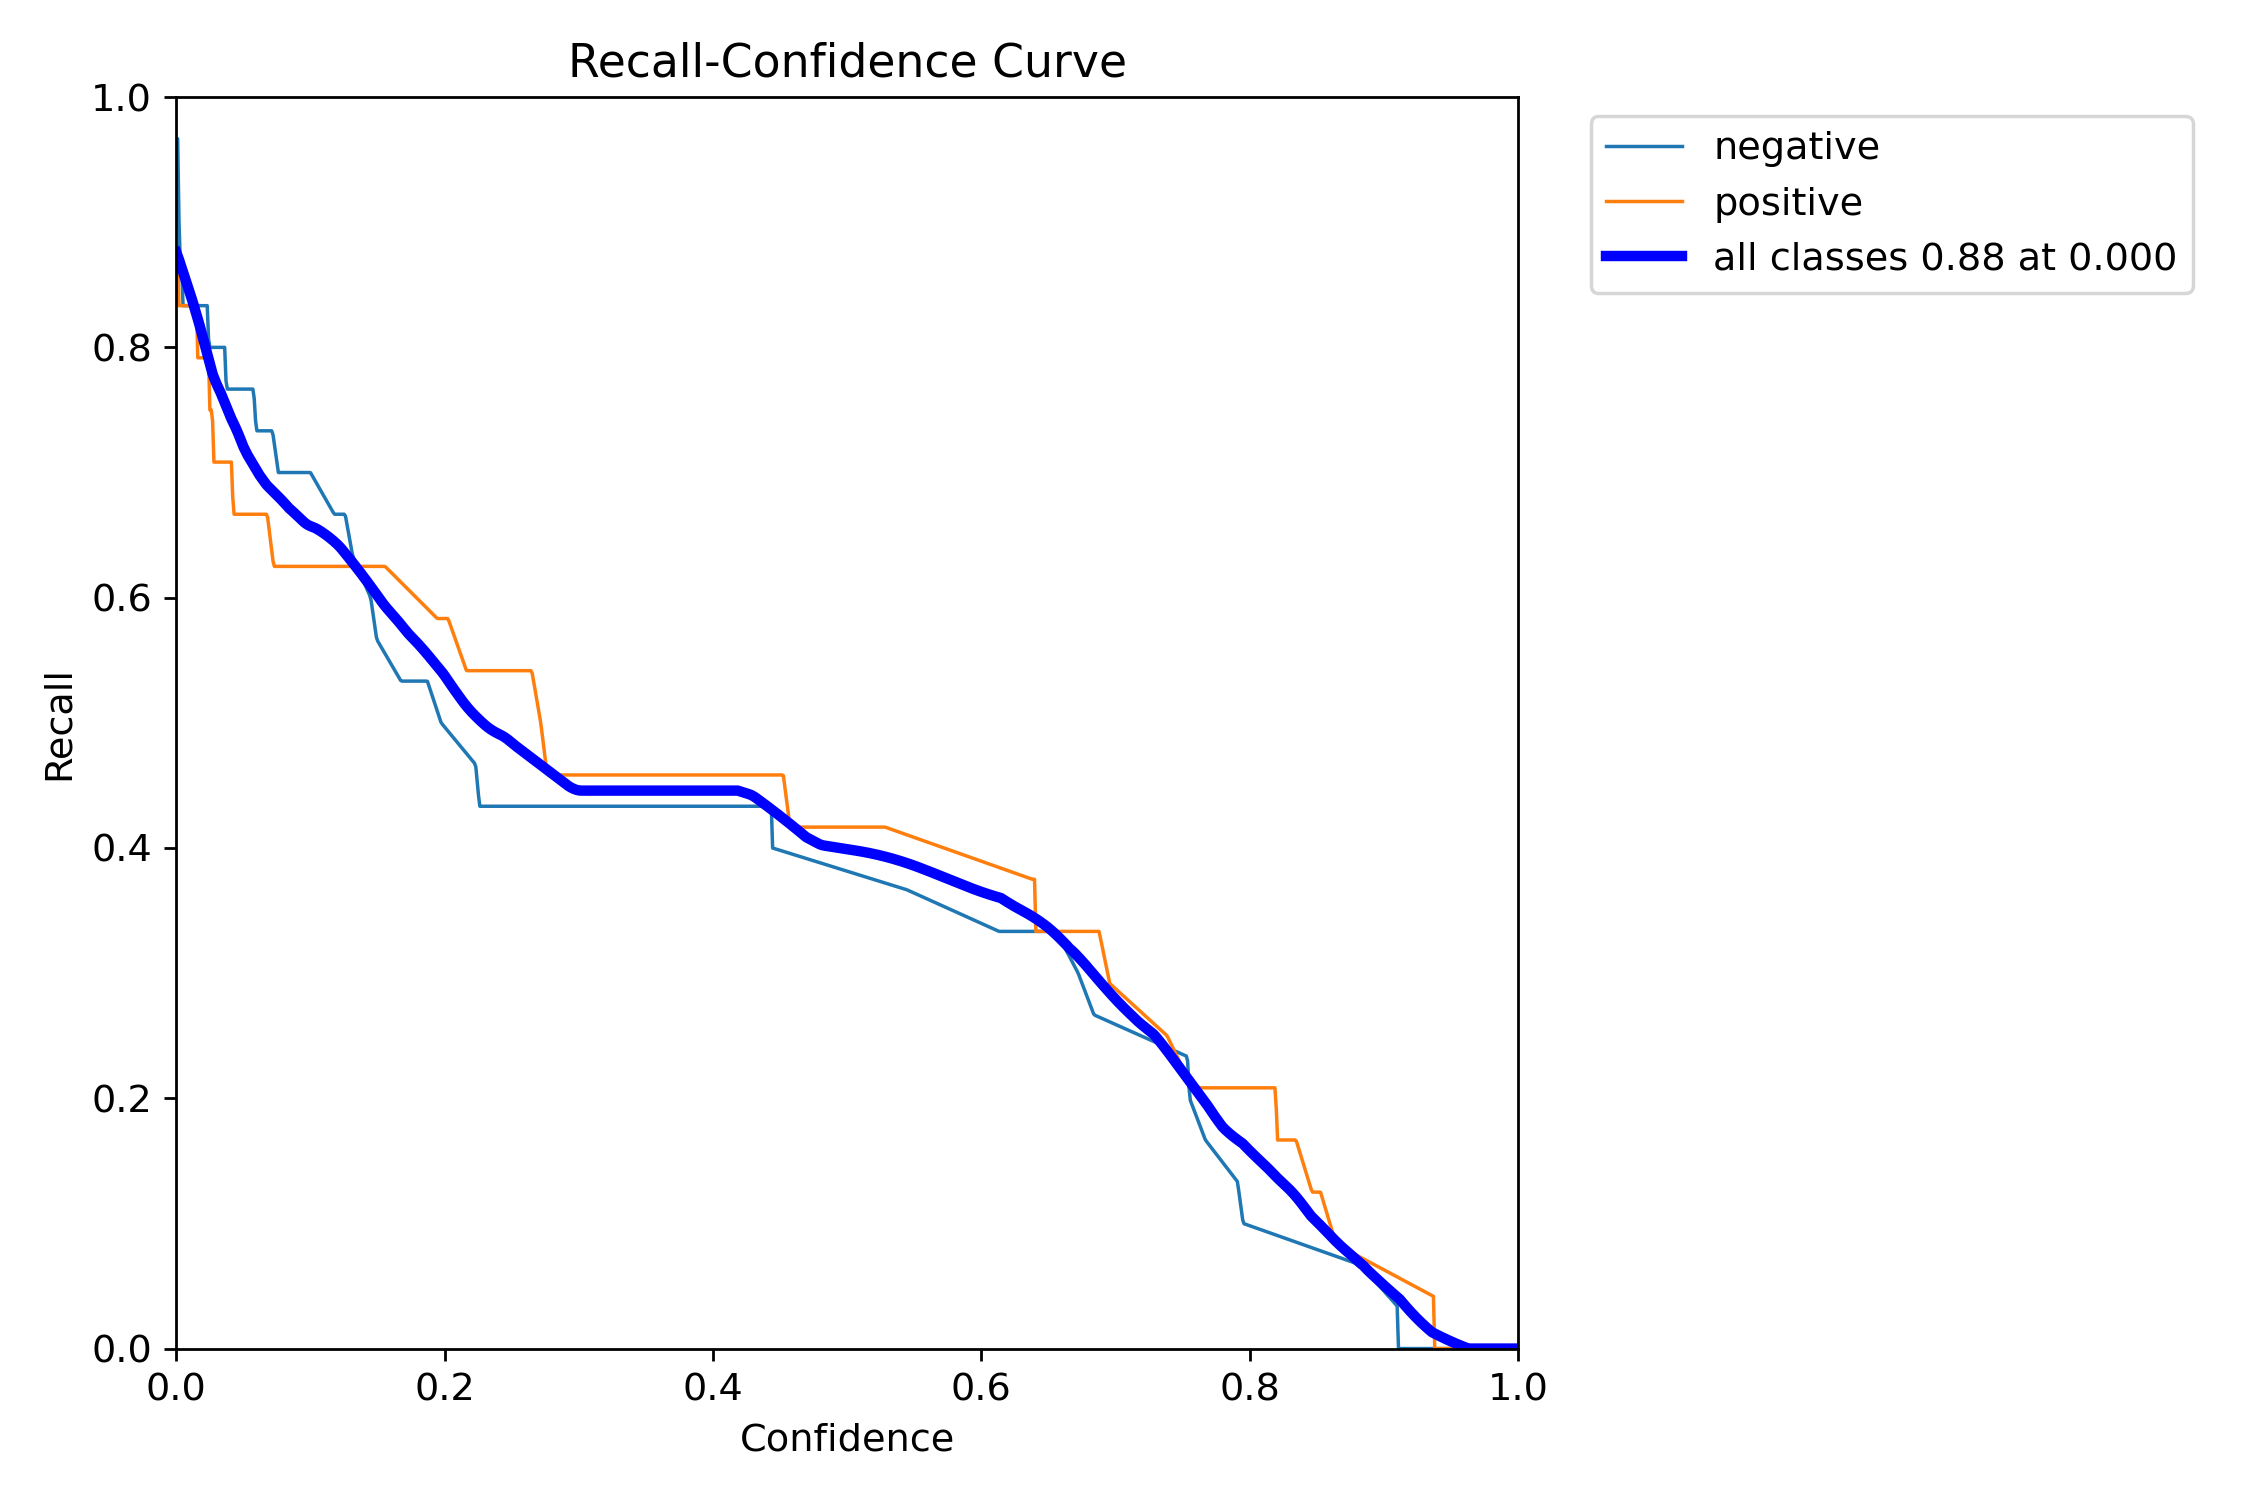 Recall-Confidence Curve
negative
positive
all classes 0.88 at 0.000
Recall
1.0
0.8
0.6
0.4
0.2
0.0
0.0 0.2 0.4 0.6 0.8 1.0
Confidence